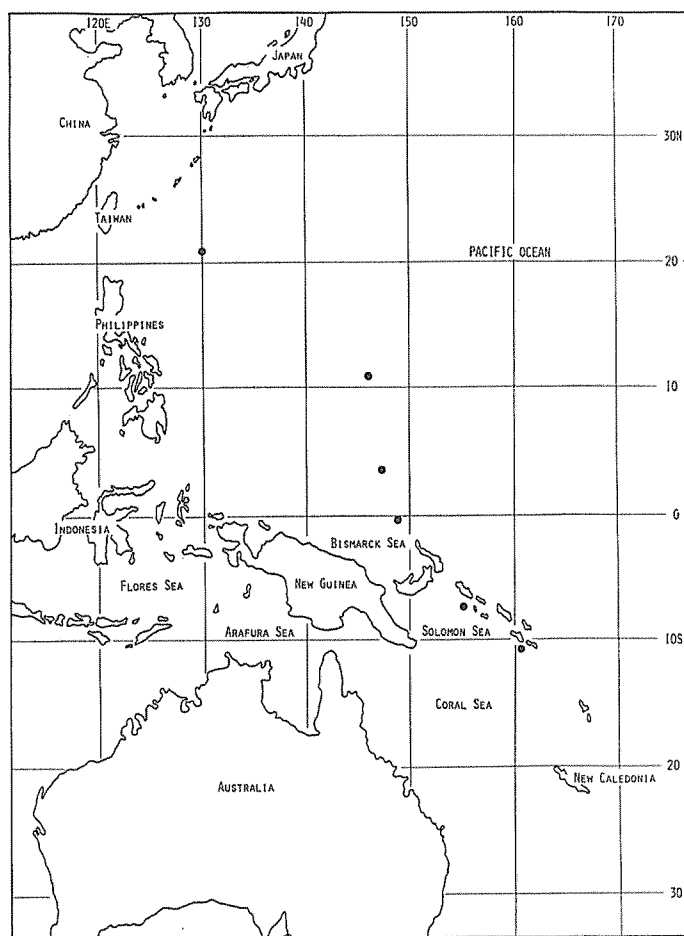 120E 130 140 150 160 170
JAPAN
CHINA
30N
TAIWAN
PACIFIC OCEAN
20
PHILIPPINES
10
0
INDONESIA
BISMARCK SEA
FLORES SEA
NEW GUINEA
ARAFURA SEA
SOLOMON SEA
10S
CORAL SEA
20
AUSTRALIA
NEW CALEDONIA
30